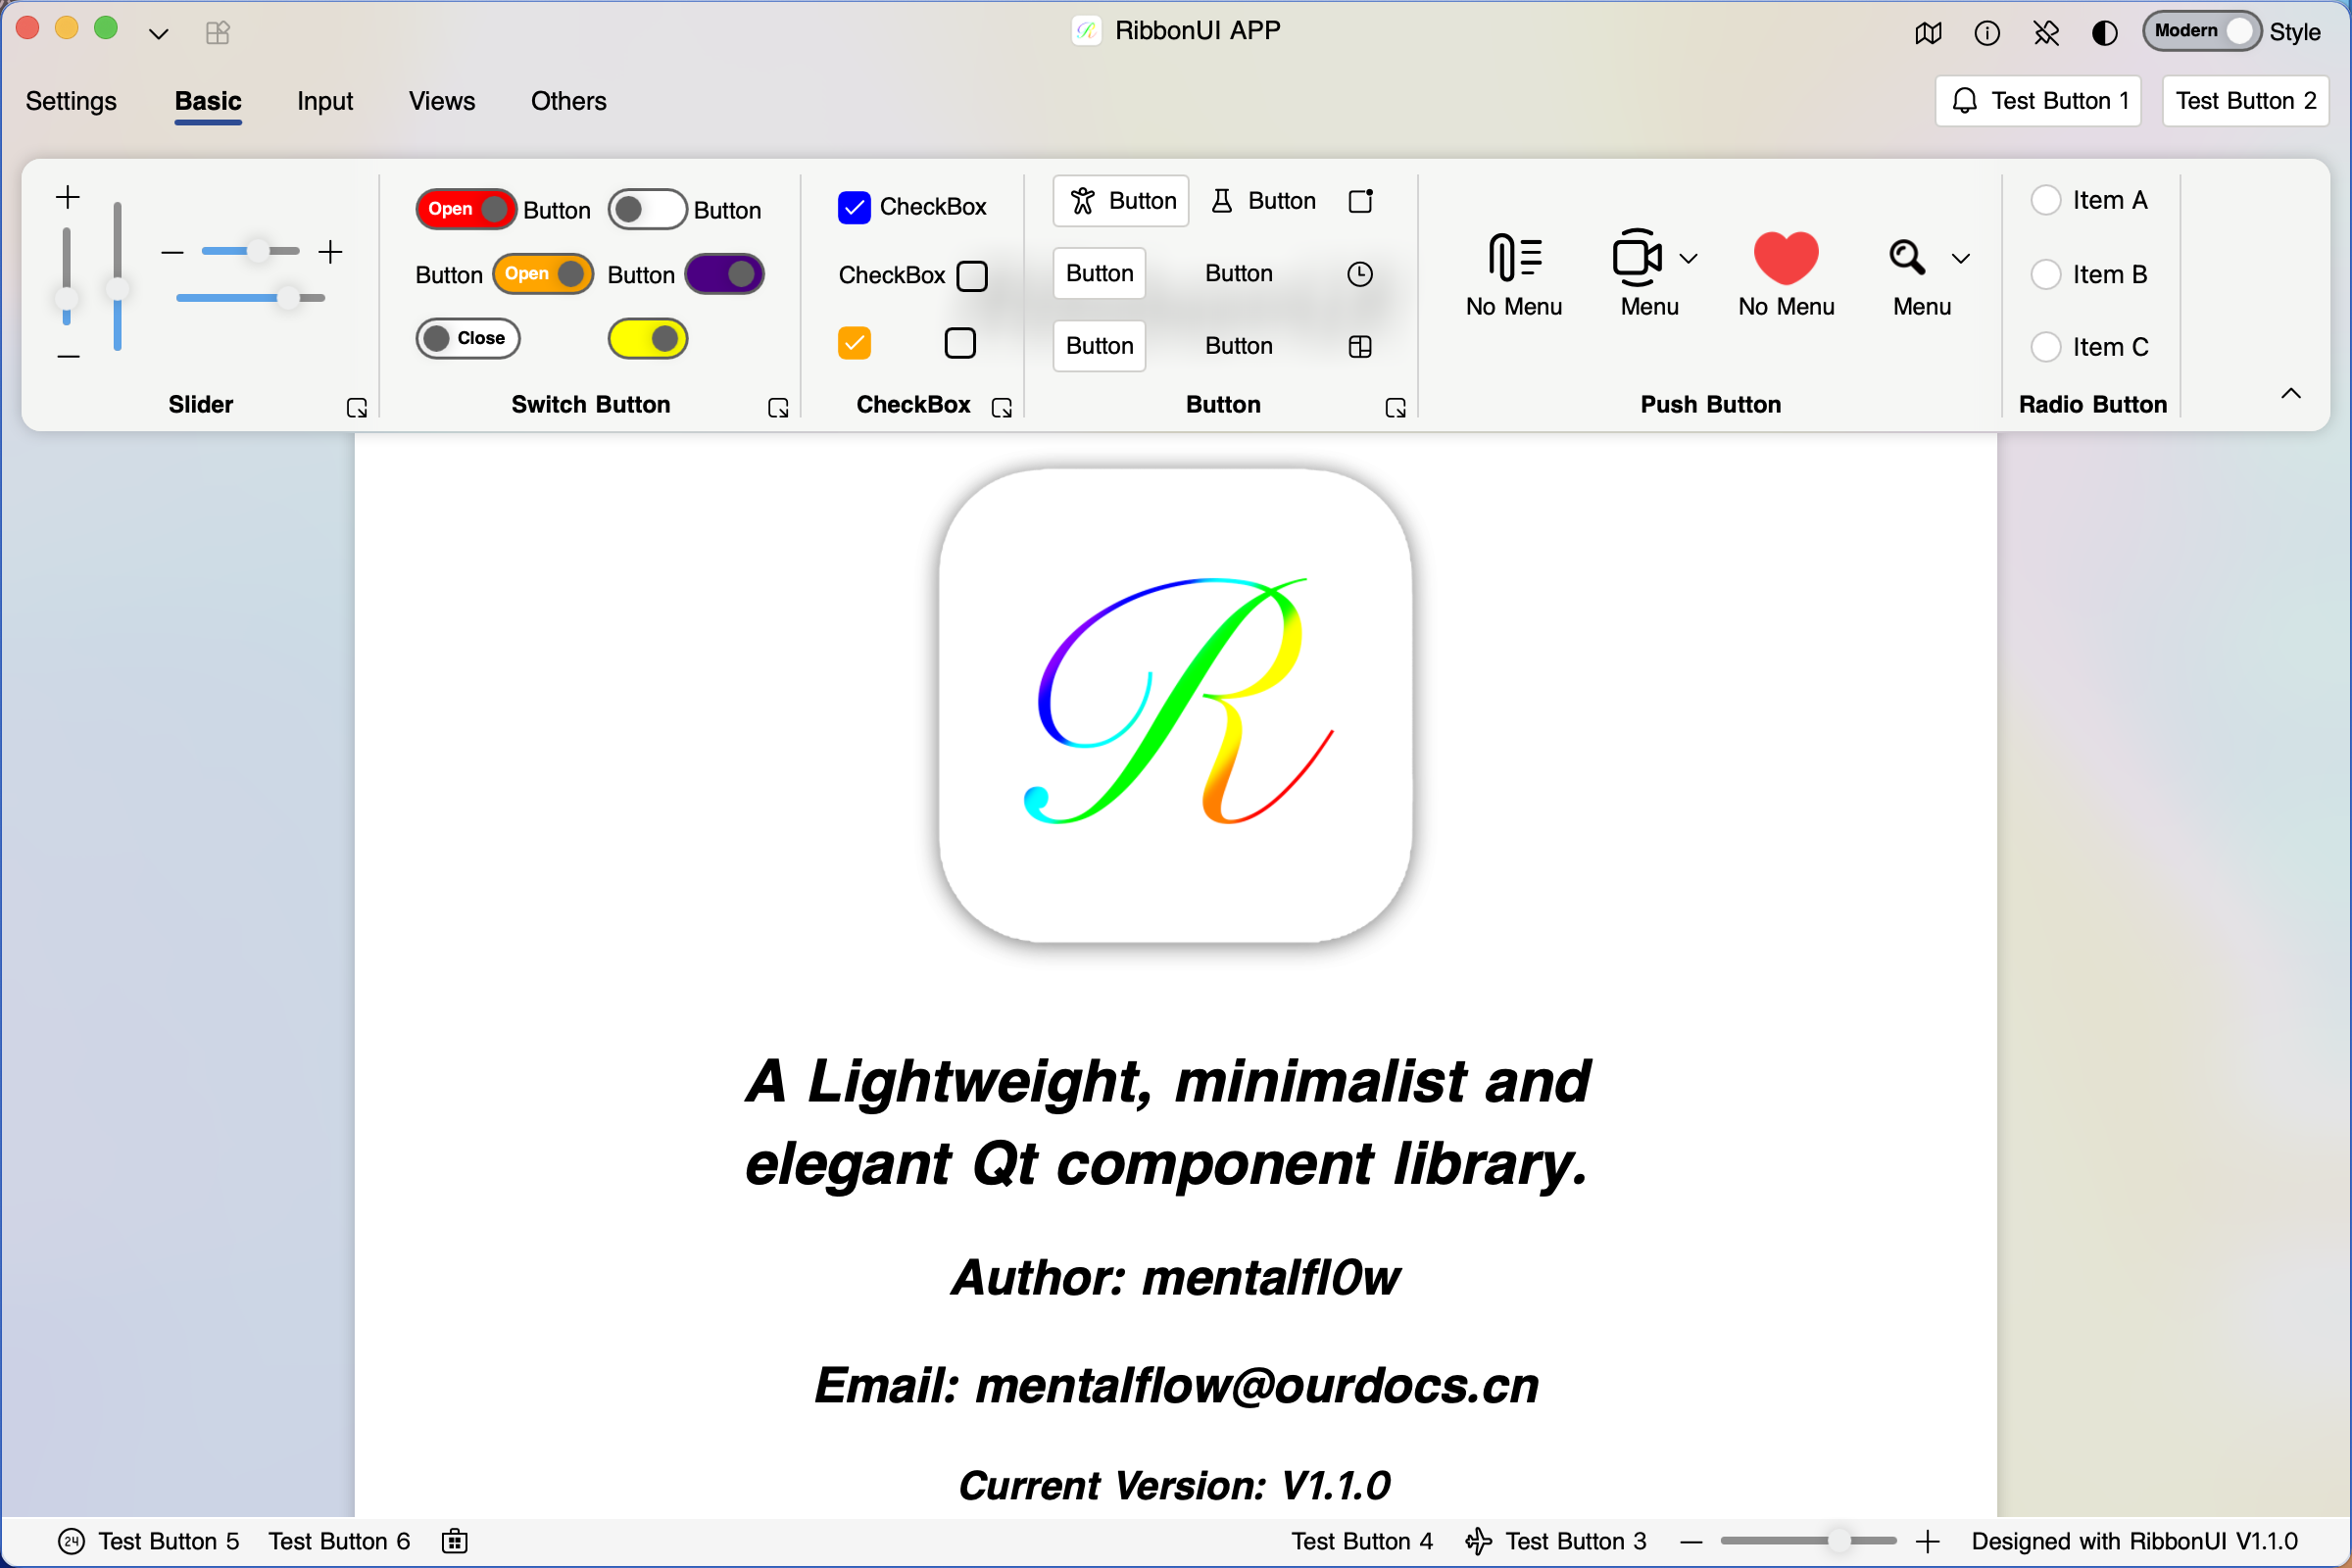 RibbonUI APP
Modern Style
Settings Basic Input Views Others
Test Button 1 Test Button 2
Open Button Button
Button Open Button
Close
Slider
Switch Button
CheckBox
CheckBox
CheckBox
Button Button
Button Button
Button Button
Button
No Menu Menu No Menu Menu
Push Button
Item A
Item B
Item C
Radio Button
R
A Lightweight, minimalist and
elegant Qt component library.
Author: mentalfl0w
Email: mentalflow@ourdocs.cn
Current Version: V1.1.0
24 Test Button 5 Test Button 6 Test Button 4 Test Button 3 Designed with RibbonUI V1.1.0